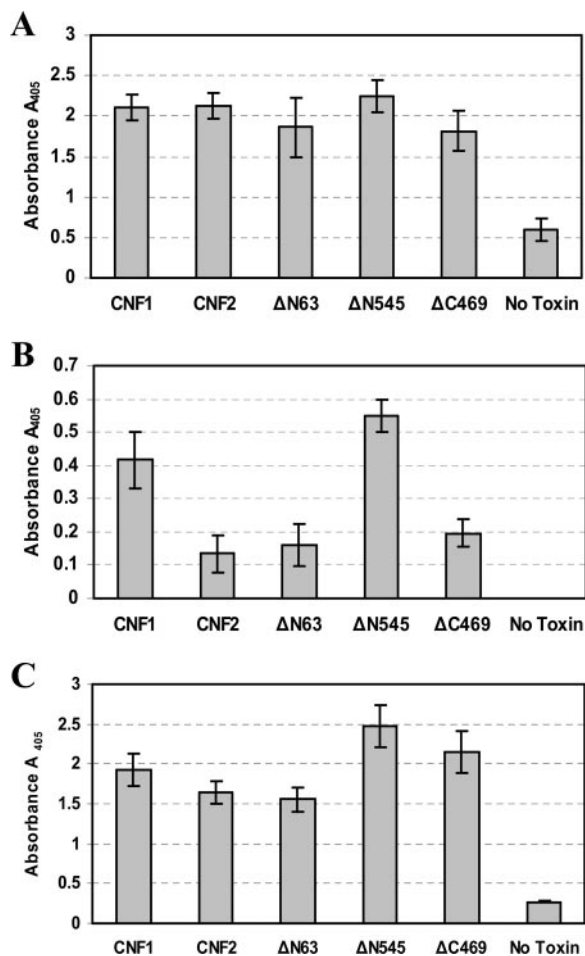 A
Absorbance A405
3
2.5
2
1.5
1
0.5
0
CNF1 CNF2 ΔN63 ΔN545 ΔC469 No Toxin
B
Absorbance A405
0.7
0.6
0.5
0.4
0.3
0.2
0.1
0
CNF1 CNF2 ΔN63 ΔN545 ΔC469 No Toxin
C
Absorbance A 405
3
2.5
2
1.5
1
0.5
0
CNF1 CNF2 ΔN63 ΔN545 ΔC469 No Toxin